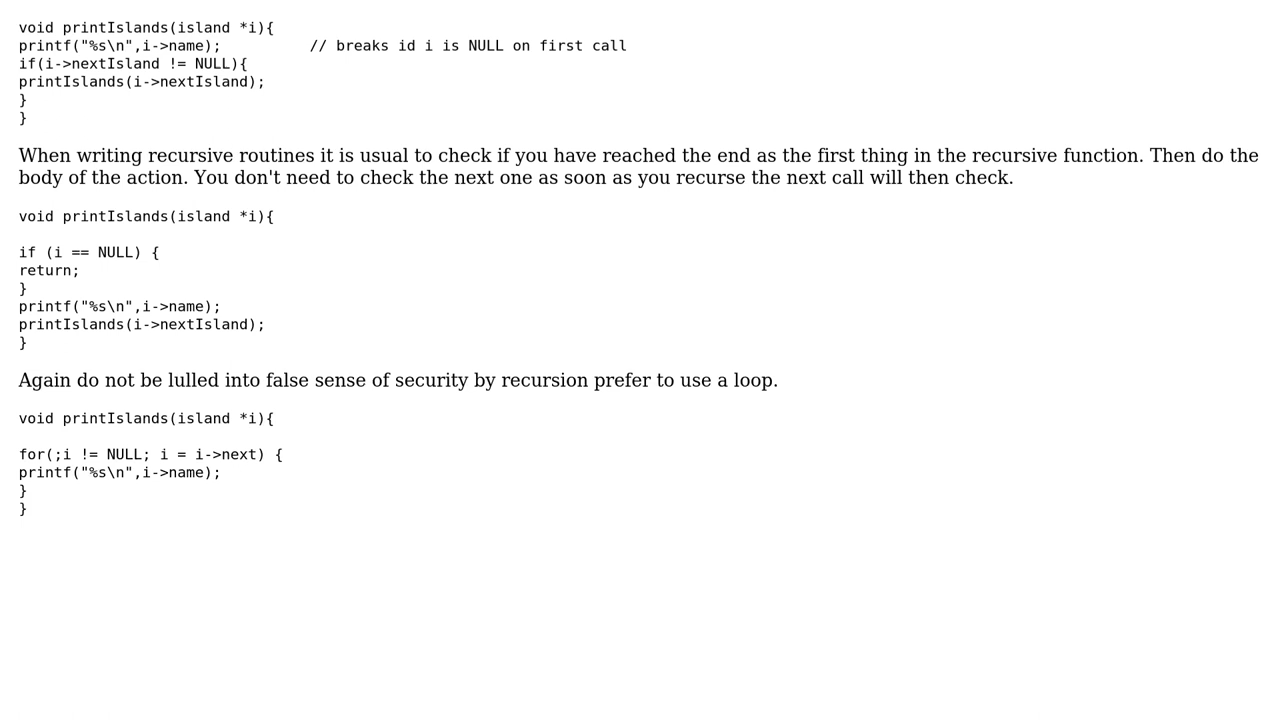 void printIslands(island *i){
printf("%s\n",i->name);          // breaks id i is NULL on first call
if(i->nextIsland != NULL){
printIslands(i->nextIsland);
}
}
When writing recursive routines it is usual to check if you have reached the end as the first thing in the recursive function. Then do the
body of the action. You don't need to check the next one as soon as you recurse the next call will then check.
void printIslands(island *i){
if (i == NULL) {
return;
}
printf("%s\n",i->name);
printIslands(i->nextIsland);
}
Again do not be lulled into false sense of security by recursion prefer to use a loop.
void printIslands(island *i){
for(;i != NULL; i = i->next) {
printf("%s\n",i->name);
}
}